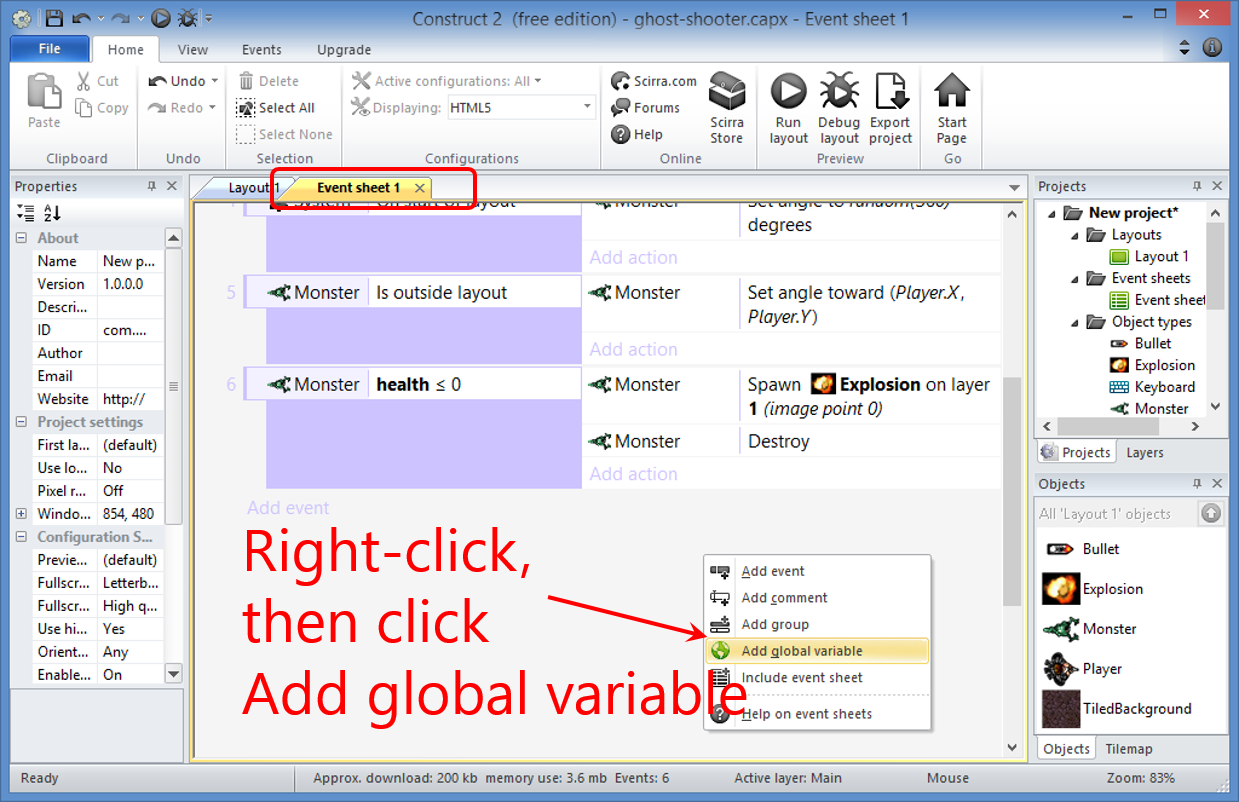 Construct 2  (free edition) - ghost-shooter.capx - Event sheet 1
File Home View Events Upgrade
Paste
Cut
Copy
Clipboard
Undo
Redo
Undo
Delete
Select All
Select None
Selection
Active configurations: All
Displaying: HTML5
Configurations
Scirra.com
Forums
Help
Scirra Store
Online
Run layout
Debug layout
Export project
Preview
Start Page
Go
Properties
About
Name New p...
Version 1.0.0.0
Descri...
ID com....
Author
Email
Website http://
Project settings
First la... (default)
Use lo... No
Pixel r... Off
Windo... 854, 480
Configuration S...
Previe... (default)
Fullscr... Letterb...
Fullscr... High q...
Use hi... Yes
Orient... Any
Enable... On
Layout 1
Event sheet 1
System On start of layout Monster Set angle to random(360)
degrees
Add action
5 Monster Is outside layout Monster Set angle toward (Player.X,
Player.Y)
Add action
6 Monster health ≤ 0 Monster Spawn Explosion on layer
1 (image point 0)
Monster Destroy
Add action
Add event
Right-click,
then click
Add global variable
Add event
Add comment
Add group
Add global variable
Include event sheet
Help on event sheets
Projects
New project*
Layouts
Layout 1
Event sheets
Event sheet
Object types
Bullet
Explosion
Keyboard
Monster
Projects Layers
Objects
All 'Layout 1' objects
Bullet
Explosion
Monster
Player
TiledBackground
Objects Tilemap
Ready Approx. download: 200 kb  memory use: 3.6 mb  Events: 6 Active layer: Main Mouse Zoom: 83%